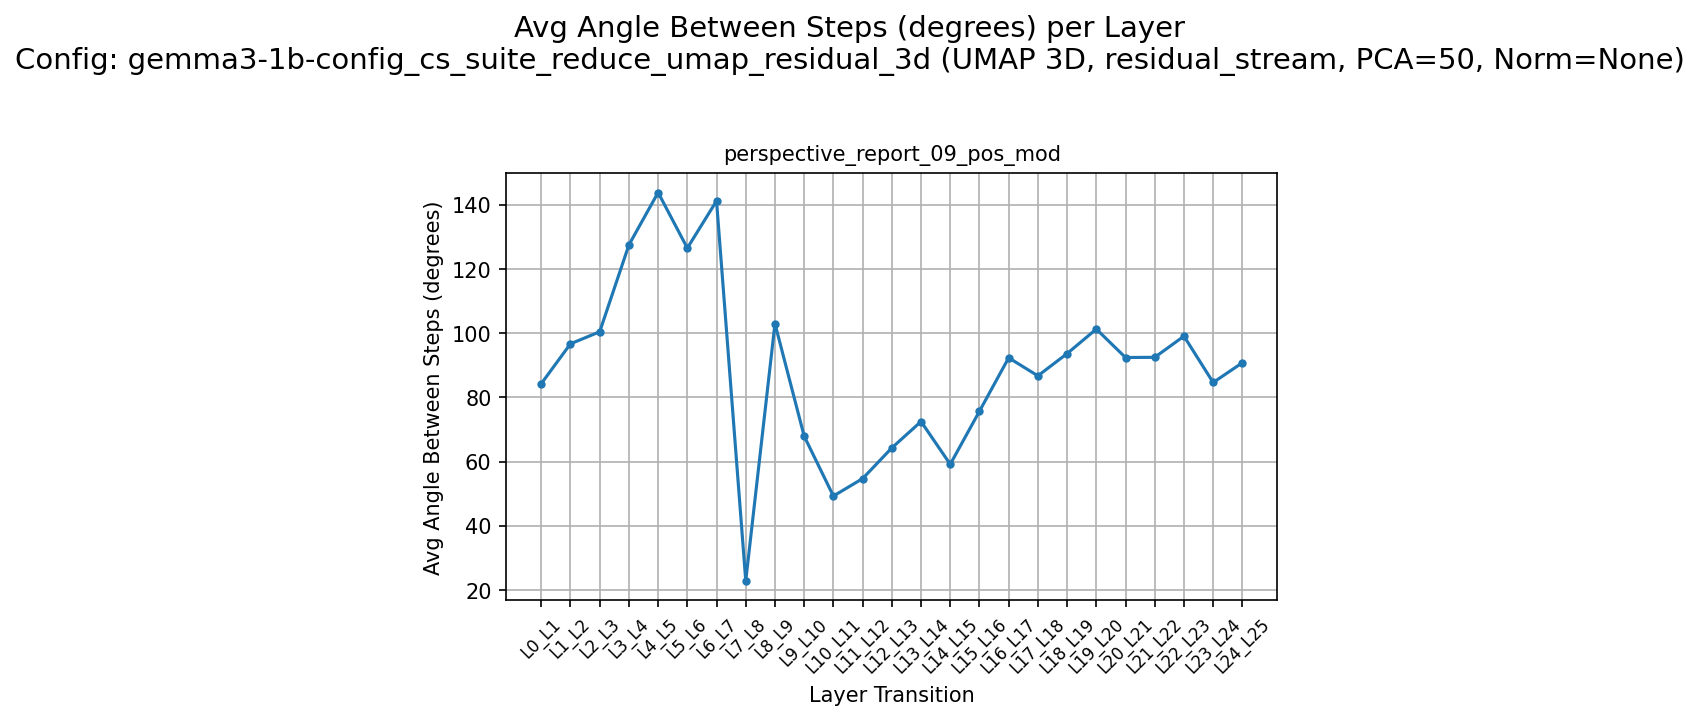 Avg Angle Between Steps (degrees) per Layer
Config: gemma3-1b-config_cs_suite_reduce_umap_residual_3d (UMAP 3D, residual_stream, PCA=50, Norm=None)
perspective_report_09_pos_mod
Avg Angle Between Steps (degrees)
140
120
100
80
60
40
20
L0_L1
L1_L2
L2_L3
L3_L4
L4_L5
L5_L6
L6_L7
L7_L8
L8_L9
L9_L10
L10_L11
L11_L12
L12_L13
L13_L14
L14_L15
L15_L16
L16_L17
L17_L18
L18_L19
L19_L20
L20_L21
L21_L22
L22_L23
L23_L24
L24_L25
Layer Transition